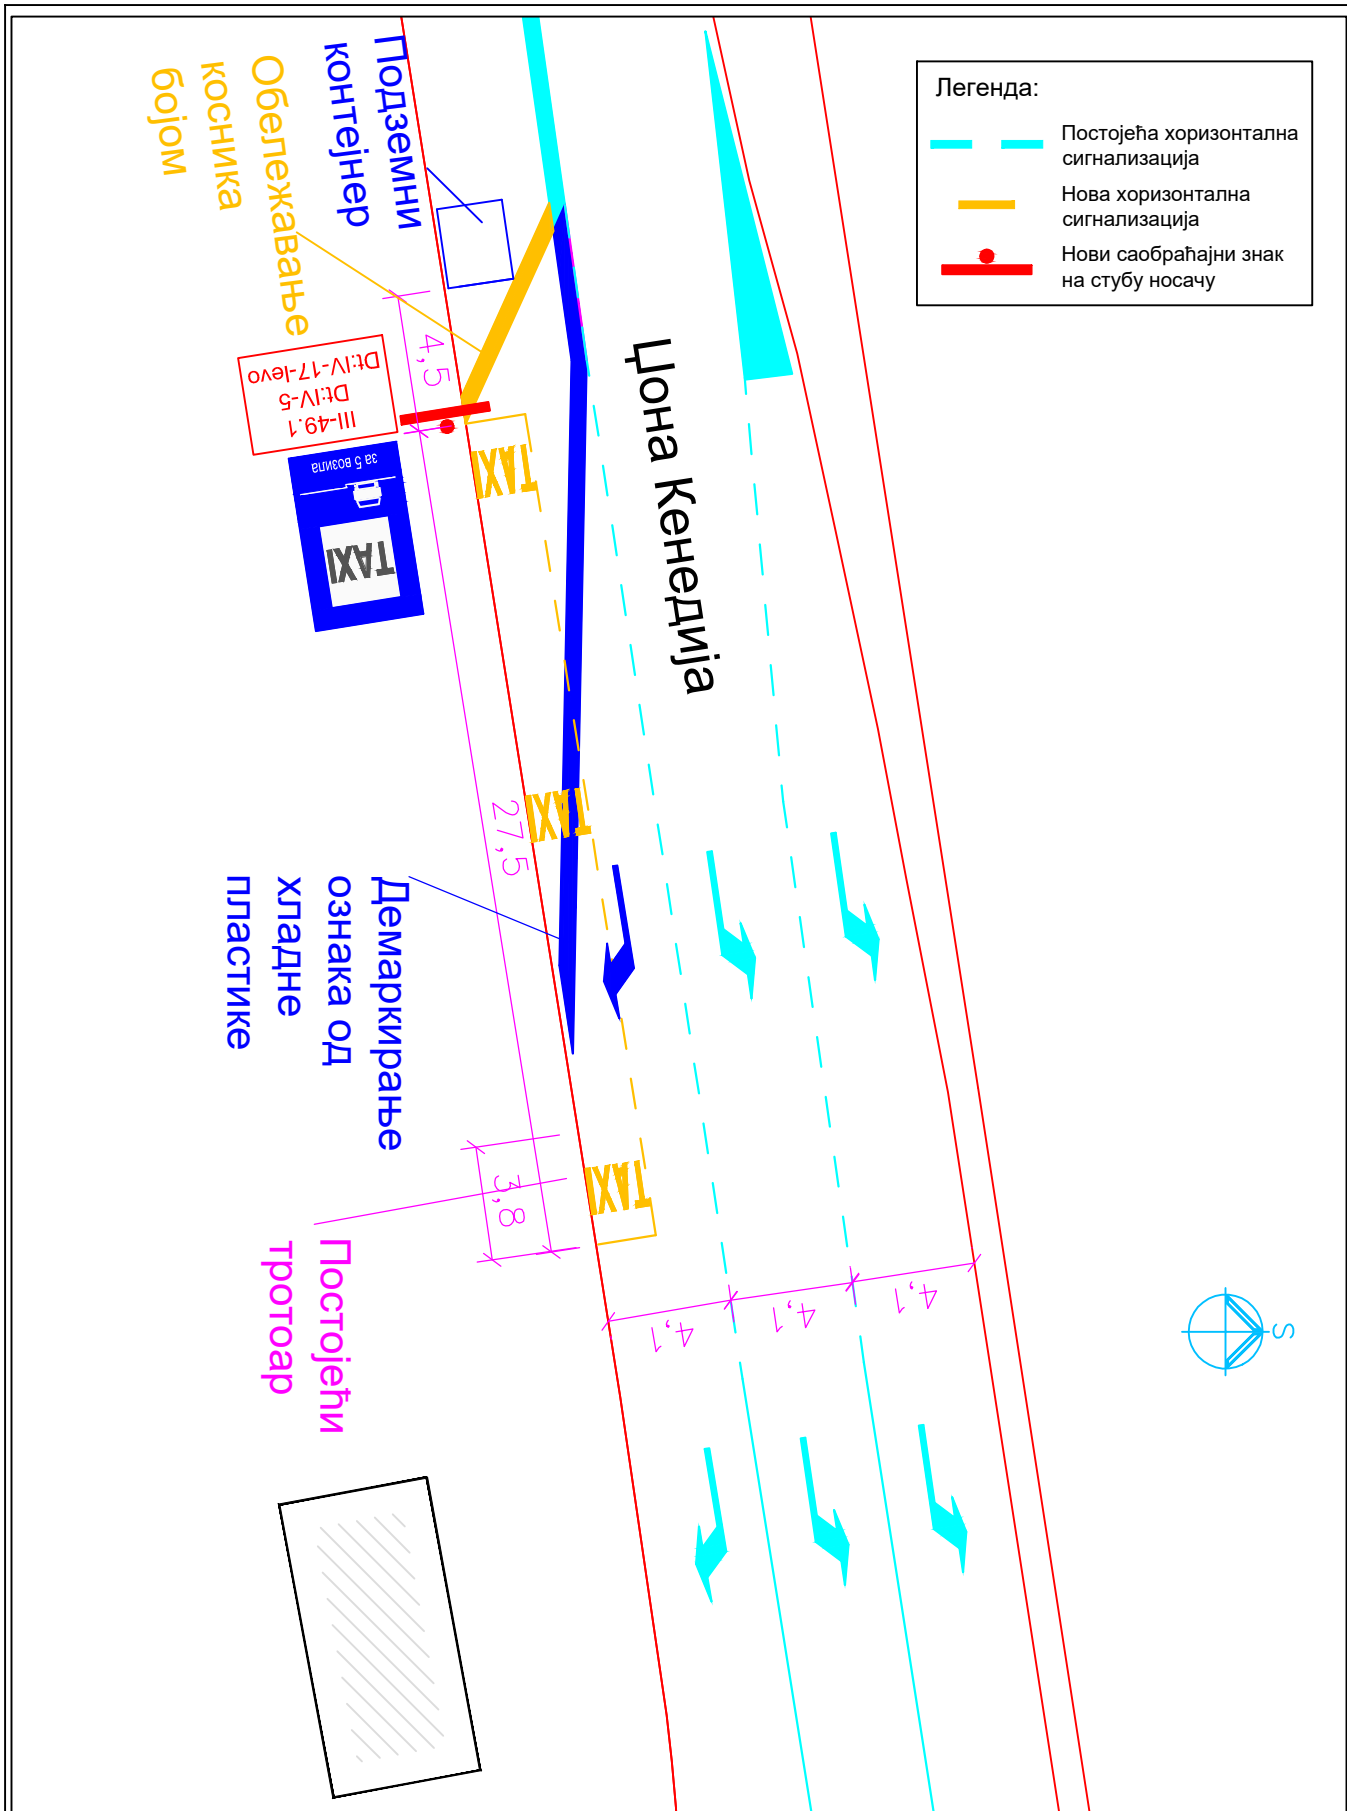 Легенда:
Постојећа хоризонтална
сигнализација
Нова хоризонтална
сигнализација
Нови саобраћајни знак
на стубу носачу
Подземни
контејнер
Обележавање
косника
бојом
4,5
III-49.1
Dt:IV-5
Dt:IV-17-levo
за 5 возила
TAXI
TAXI
Џона Кенедија
27,5
TAXI
Демаркирање
ознака од
хладне
пластике
3,8
TAXI
Постојећи
тротоар
4,1
4,1
4,1
S